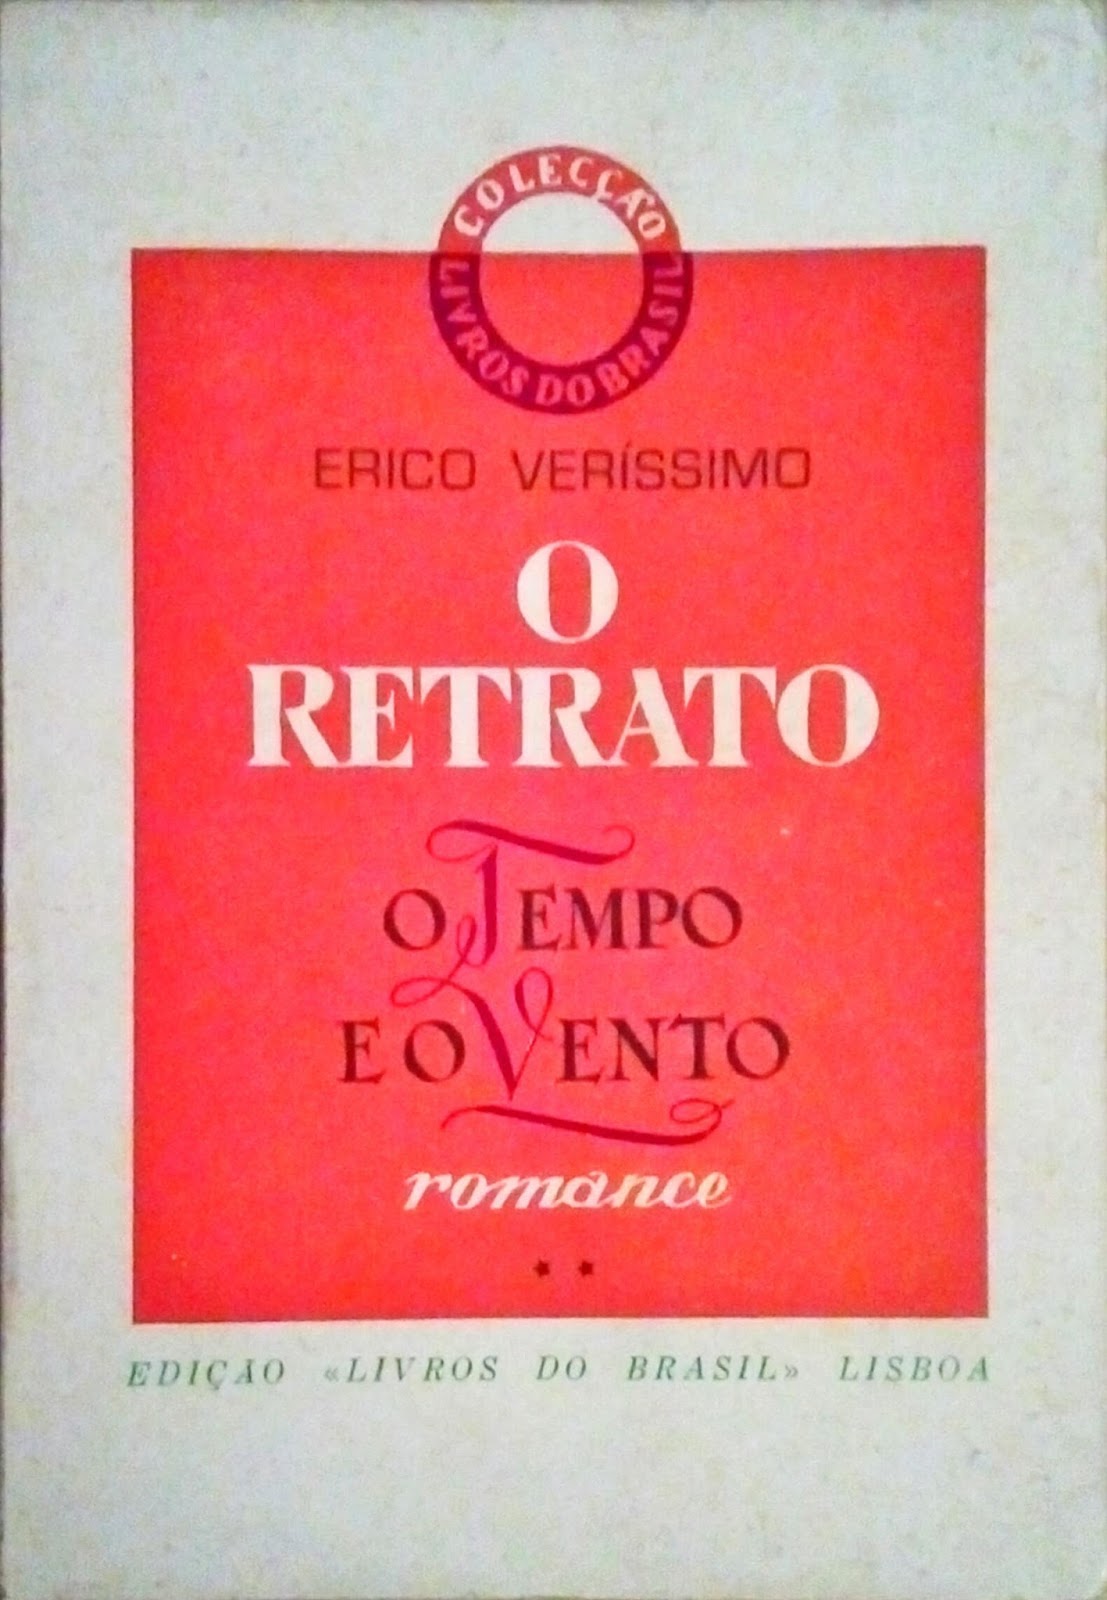 COLECÇÃO
LIVROS DO BRASIL
ERICO VERÍSSIMO
O
RETRATO
O TEMPO
E O VENTO
romance
★ ★
EDIÇÃO «LIVROS DO BRASIL» LISBOA